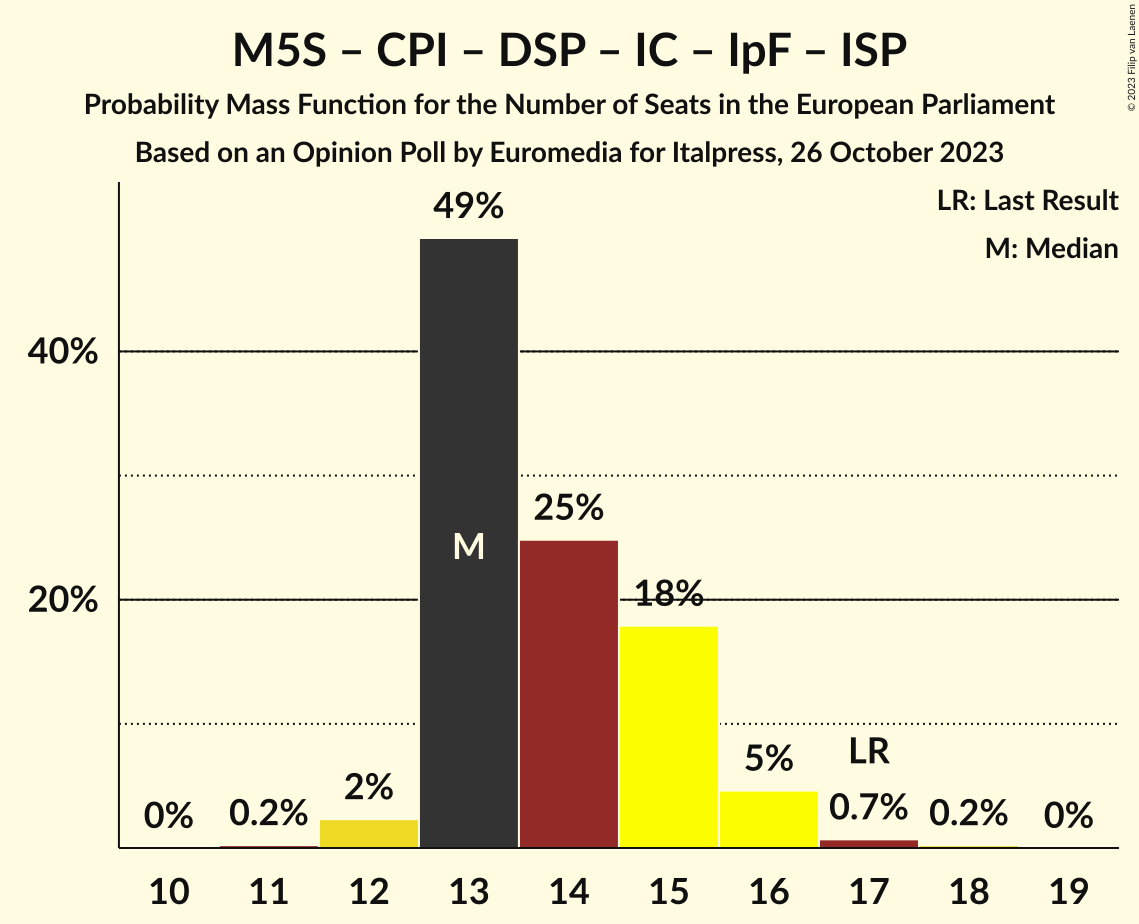 M5S – CPI – DSP – IC – IpF – ISP
Probability Mass Function for the Number of Seats in the European Parliament
Based on an Opinion Poll by Euromedia for Italpress, 26 October 2023
© 2023 Filip van Laenen
LR: Last Result
M: Median
49%
40%
25%
M
20%
18%
5%
LR
2%
0%
0.2%
0.7%
0.2%
0%
10 11 12 13 14 15 16 17 18 19